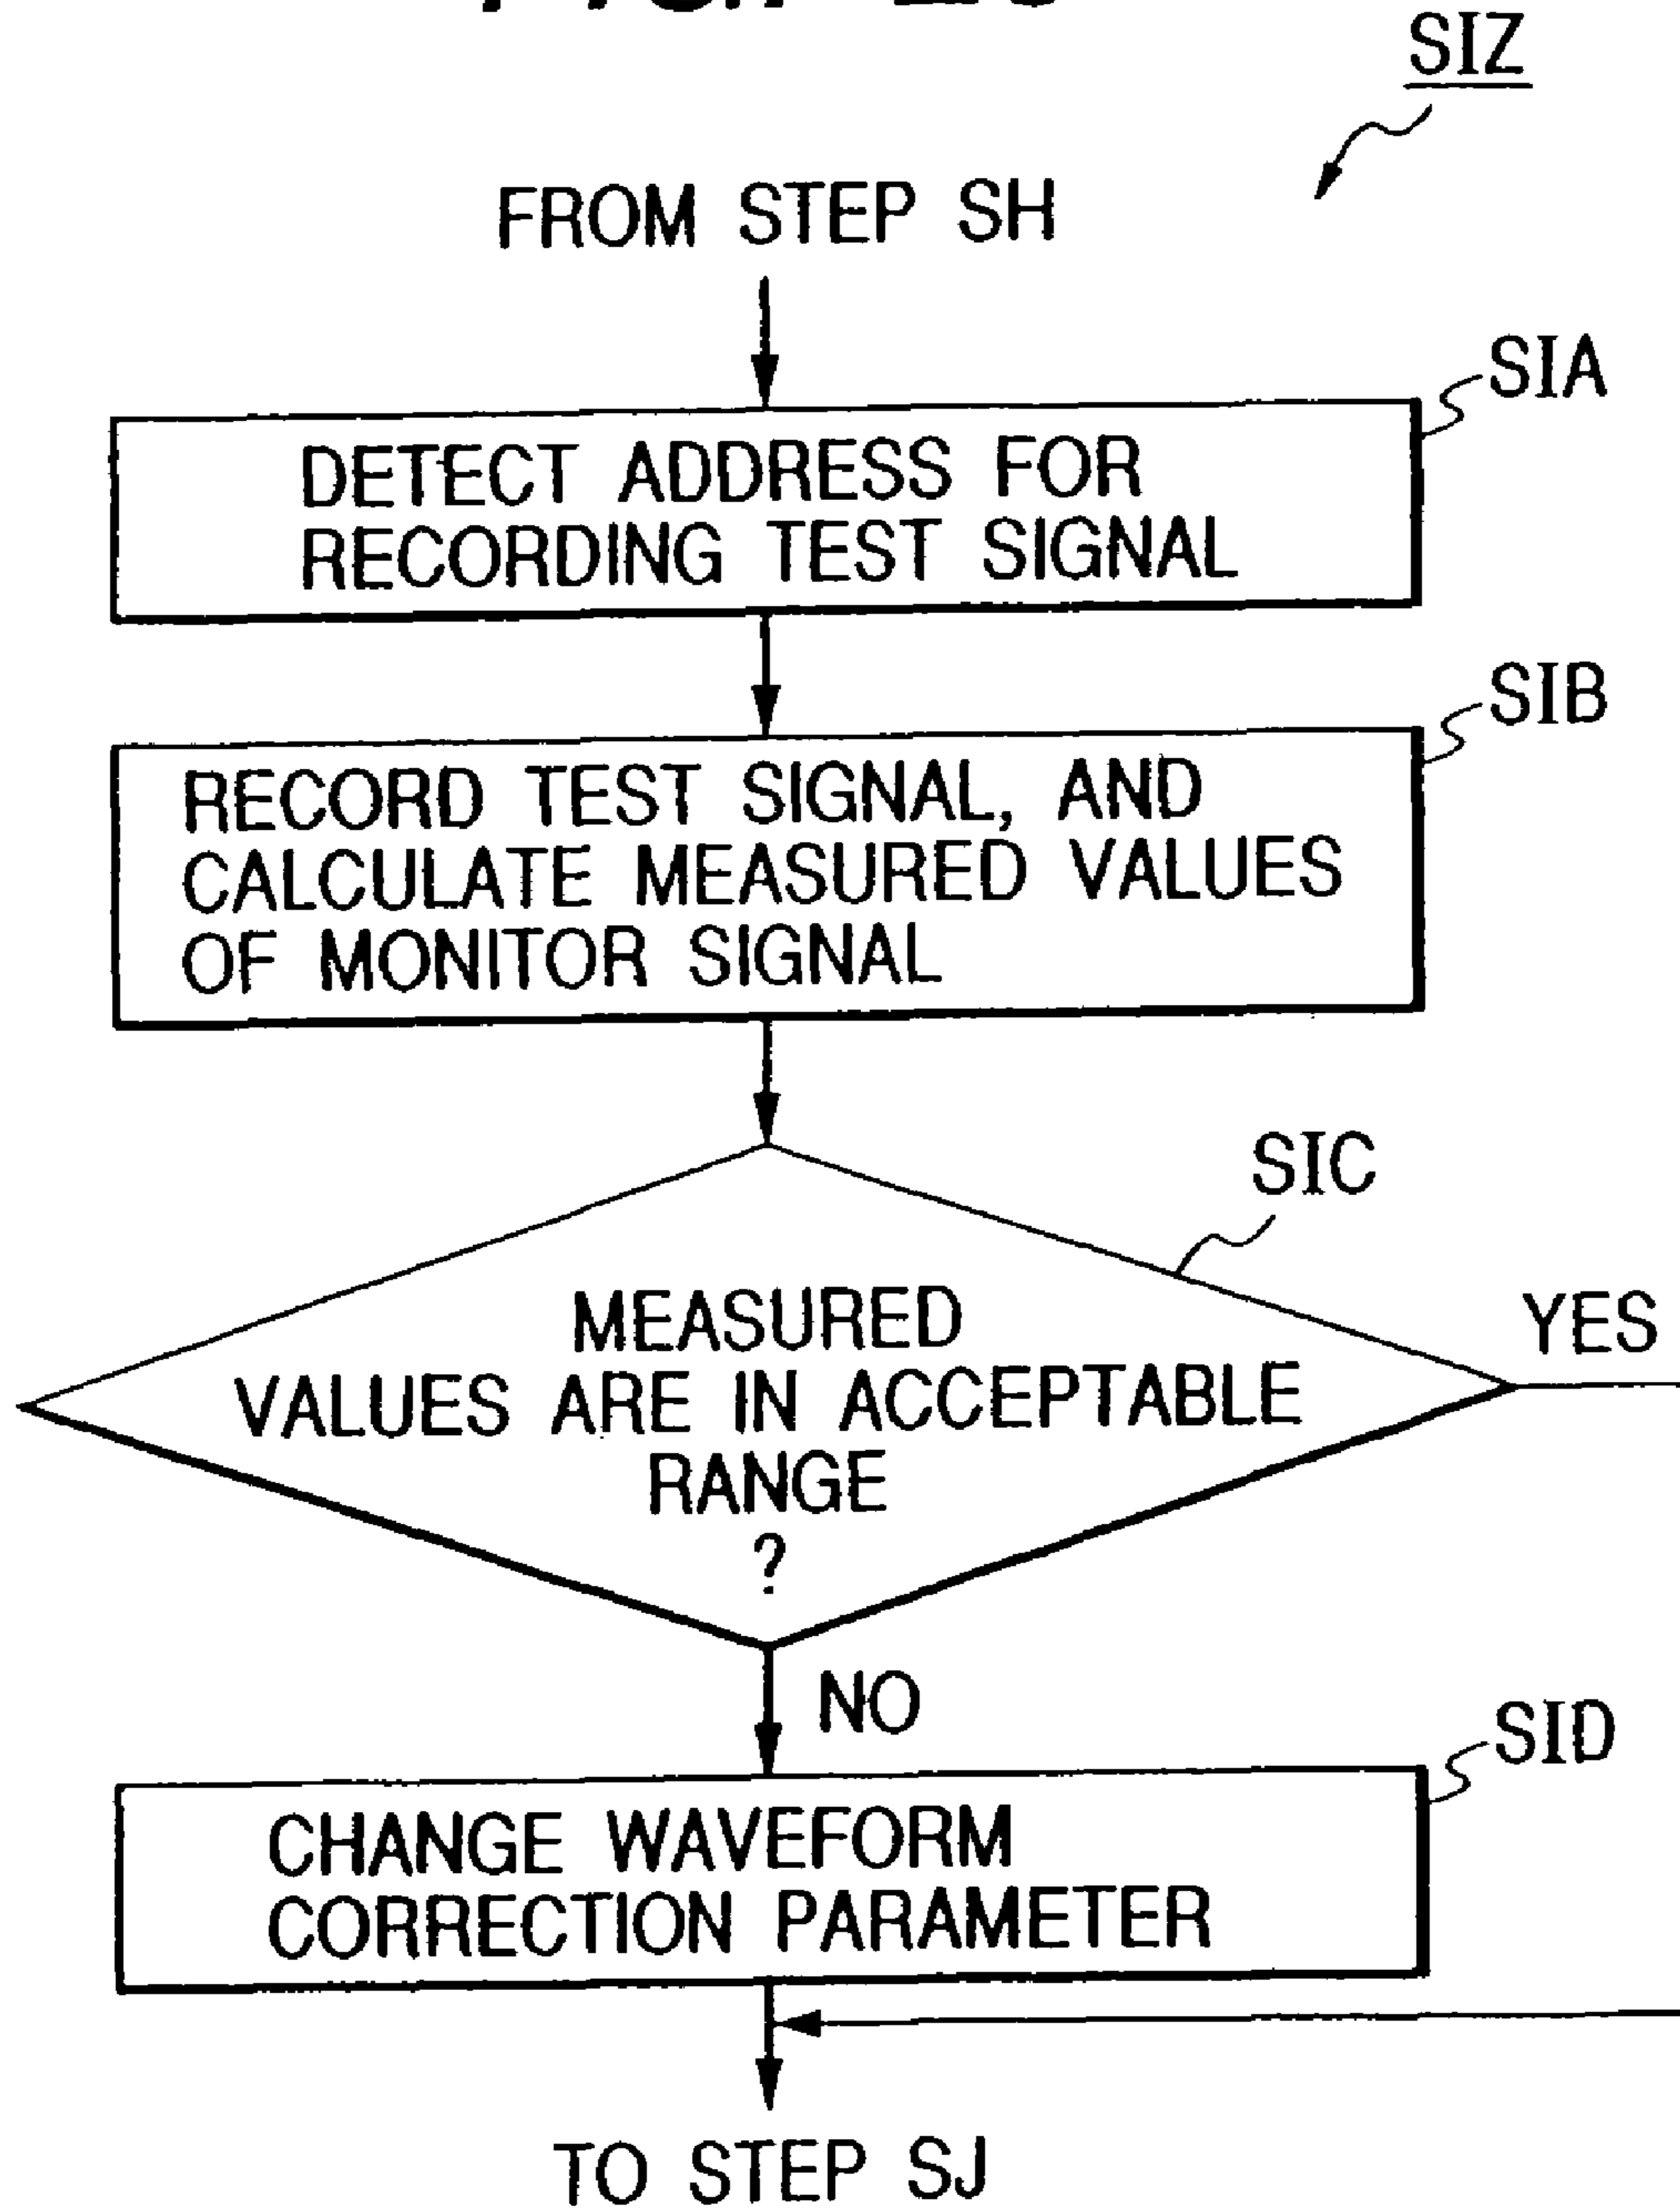 SIZ
FROM STEP SH
SIA
DETECT ADDRESS FOR
RECORDING TEST SIGNAL
SIB
RECORD TEST SIGNAL, AND
CALCULATE MEASURED VALUES
OF MONITOR SIGNAL
SIC
MEASURED
VALUES ARE IN ACCEPTABLE
RANGE
?
YES
NO
SID
CHANGE WAVEFORM
CORRECTION PARAMETER
TO STEP SJ